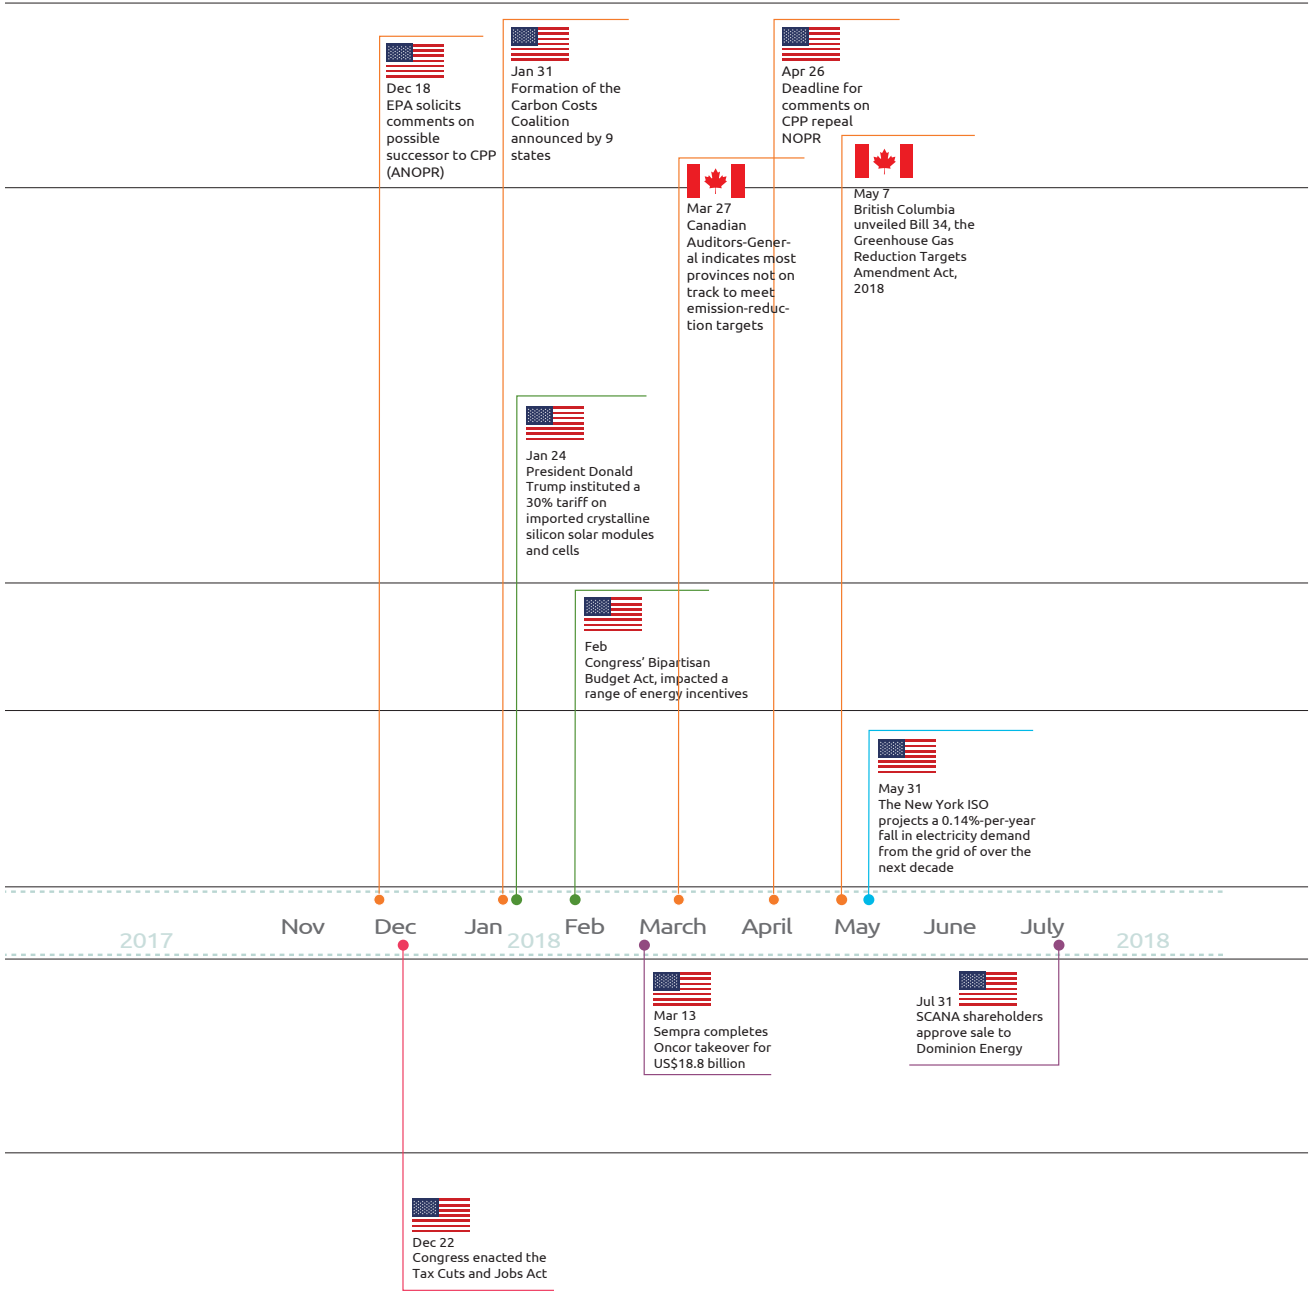 Dec 18
EPA solicits
comments on
possible
successor to CPP
(ANOPR)
Jan 31
Formation of the
Carbon Costs
Coalition
announced by 9
states
Apr 26
Deadline for
comments on
CPP repeal
NOPR
Mar 27
Canadian
Auditors-Gener-
al indicates most
provinces not on
track to meet
emission-reduc-
tion targets
May 7
British Columbia
unveiled Bill 34, the
Greenhouse Gas
Reduction Targets
Amendment Act,
2018
Jan 24
President Donald
Trump instituted a
30% tariff on
imported crystalline
silicon solar modules
and cells
Feb
Congress’ Bipartisan
Budget Act, impacted a
range of energy incentives
May 31
The New York ISO
projects a 0.14%-per-year
fall in electricity demand
from the grid of over the
next decade
Nov Dec Jan Feb March April May June July
2017 2018 2018
Mar 13
Sempra completes
Oncor takeover for
US$18.8 billion
Jul 31
SCANA shareholders
approve sale to
Dominion Energy
Dec 22
Congress enacted the
Tax Cuts and Jobs Act